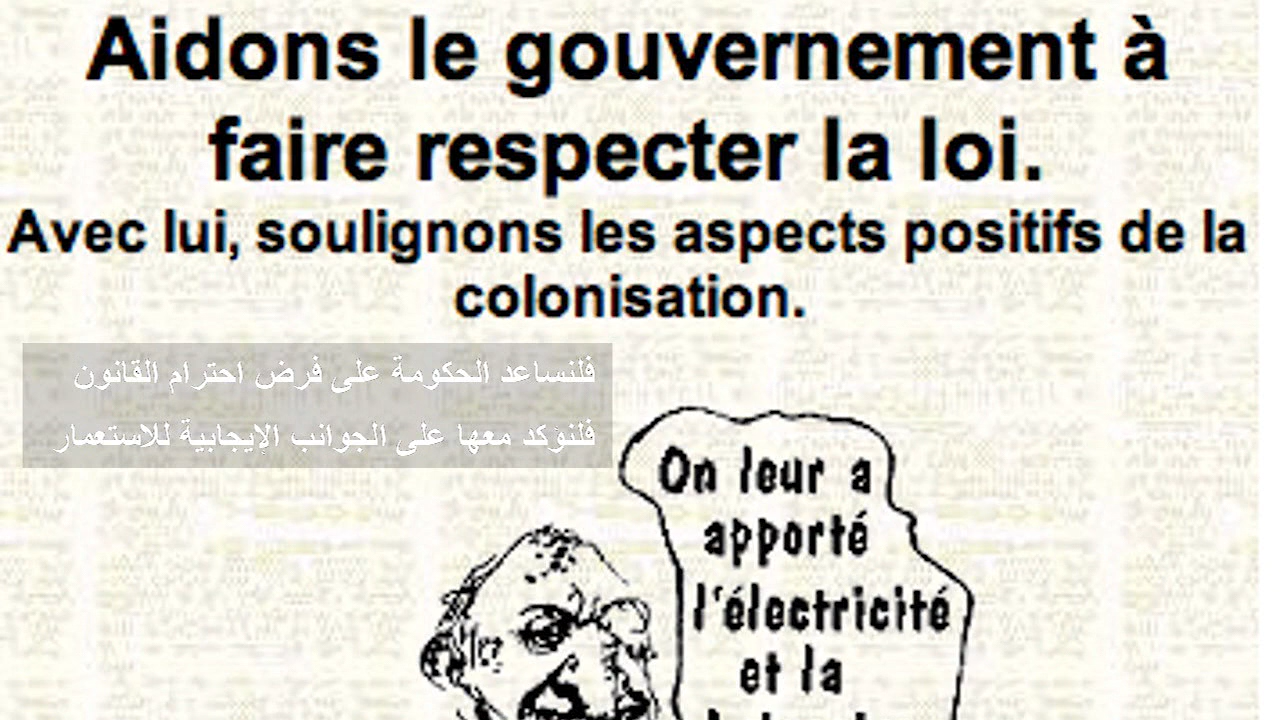 Aidons le gouvernement à
faire respecter la loi.
Avec lui, soulignons les aspects positifs de la
colonisation.
فلنساعد الحكومة على فرض احترام القانون
فلنؤكد معها على الجوانب الإيجابية للاستعمار
On leur a
apporté
l'électricité
et la